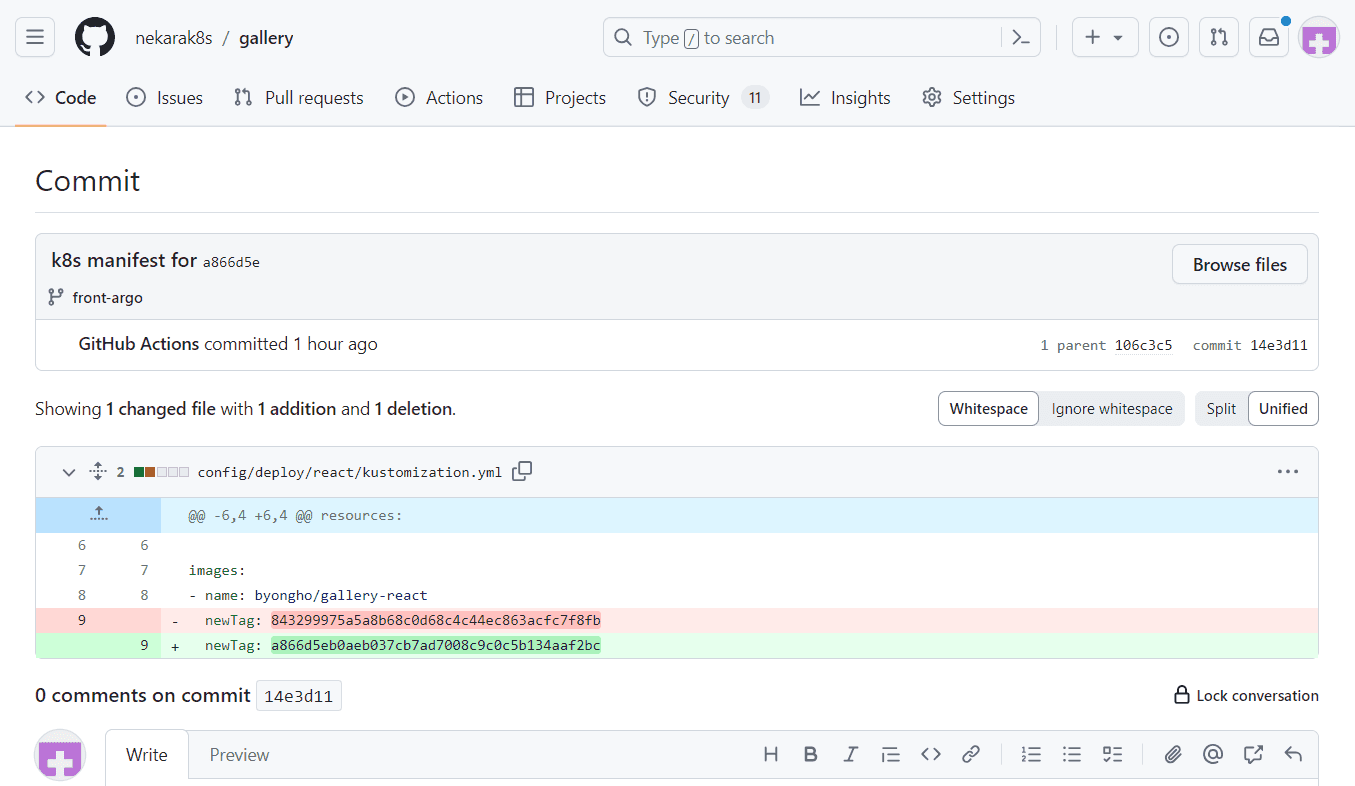 nekarak8s / gallery
Type / to search
Code
Issues
Pull requests
Actions
Projects
Security 11
Insights
Settings
Commit
k8s manifest for a866d5e
Browse files
front-argo
GitHub Actions committed 1 hour ago
1 parent 106c3c5 commit 14e3d11
Showing 1 changed file with 1 addition and 1 deletion.
Whitespace
Ignore whitespace
Split
Unified
2 config/deploy/react/kustomization.yml
@@ -6,4 +6,4 @@ resources:
6 6
7 7 images:
8 8 - name: byongho/gallery-react
9 - newTag: 843299975a5a8b68c0d68c4c44ec863acfc7f8fb
9 + newTag: a866d5eb0aeb037cb7ad7008c9c0c5b134aaf2bc
0 comments on commit 14e3d11
Lock conversation
Write
Preview